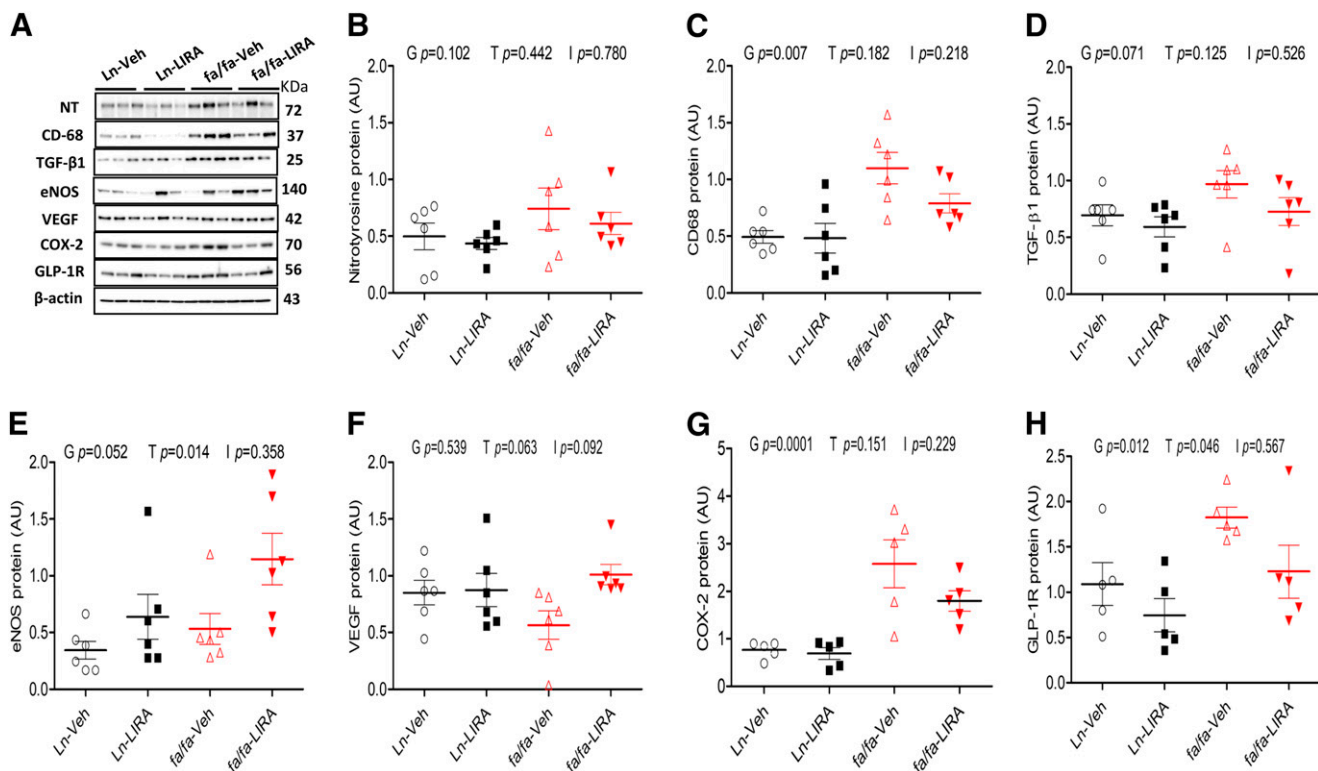 A
Ln-Veh Ln-LIRA fa/fa-Veh fa/fa-LIRA
KDa
NT 72
CD-68 37
TGF-β1 25
eNOS 140
VEGF 42
COX-2 70
GLP-1R 56
β-actin 43
B
G p=0.102 T p=0.442 I p=0.780
Nitrotyrosine protein (AU)
2.0
1.5
1.0
0.5
0.0
Ln-Veh Ln-LIRA fa/fa-Veh fa/fa-LIRA
C
G p=0.007 T p=0.182 I p=0.218
CD68 protein (AU)
2.0
1.5
1.0
0.5
0.0
Ln-Veh Ln-LIRA fa/fa-Veh fa/fa-LIRA
D
G p=0.071 T p=0.125 I p=0.526
TGF-β1 protein (AU)
2.0
1.5
1.0
0.5
0.0
Ln-Veh Ln-LIRA fa/fa-Veh fa/fa-LIRA
E
G p=0.052 T p=0.014 I p=0.358
eNOS protein (AU)
2.0
1.5
1.0
0.5
0.0
Ln-Veh Ln-LIRA fa/fa-Veh fa/fa-LIRA
F
G p=0.539 T p=0.063 I p=0.092
VEGF protein (AU)
2.0
1.5
1.0
0.5
0.0
Ln-Veh Ln-LIRA fa/fa-Veh fa/fa-LIRA
G
G p=0.0001 T p=0.151 I p=0.229
COX-2 protein (AU)
5
4
3
2
1
0
Ln-Veh Ln-LIRA fa/fa-Veh fa/fa-LIRA
H
G p=0.012 T p=0.046 I p=0.567
GLP-1R protein (AU)
2.5
2.0
1.5
1.0
0.5
0.0
Ln-Veh Ln-LIRA fa/fa-Veh fa/fa-LIRA